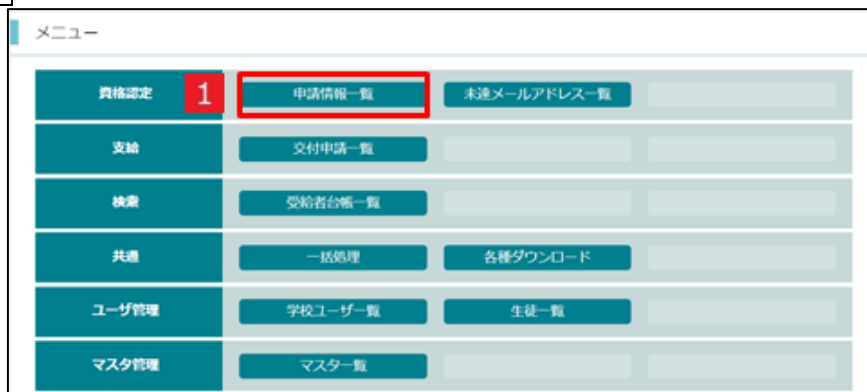 メニュー
資格認定 1 申請情報一覧 未達メールアドレス一覧
支給 交付申請一覧
検索 受給者台帳一覧
共通 一括処理 各種ダウンロード
ユーザ管理 学校ユーザー覧 生徒一覧
マスタ管理 マスター覧